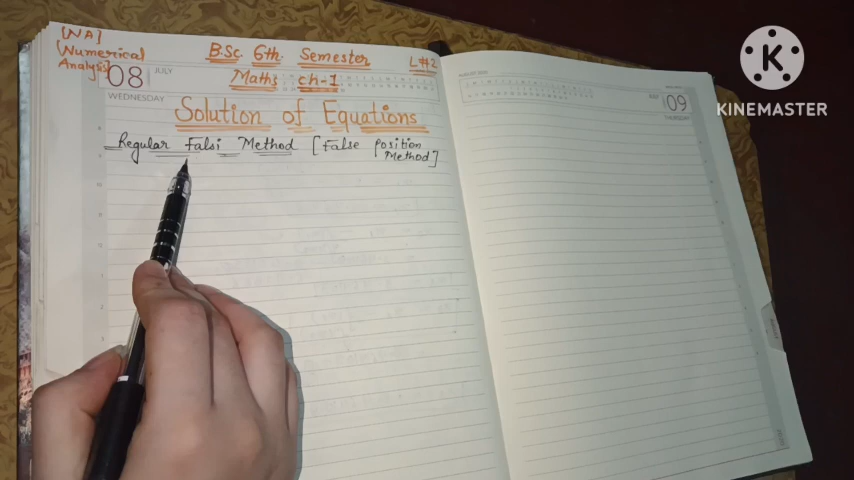 [NA]
[Numerical
Analysis]
B.Sc 6th Semester
L#2
08 JULY
Maths ch-1
WEDNESDAY
Solution of Equations
Regular Falsi Method [False Position
Method]
09
THURSDAY
KINEMASTER